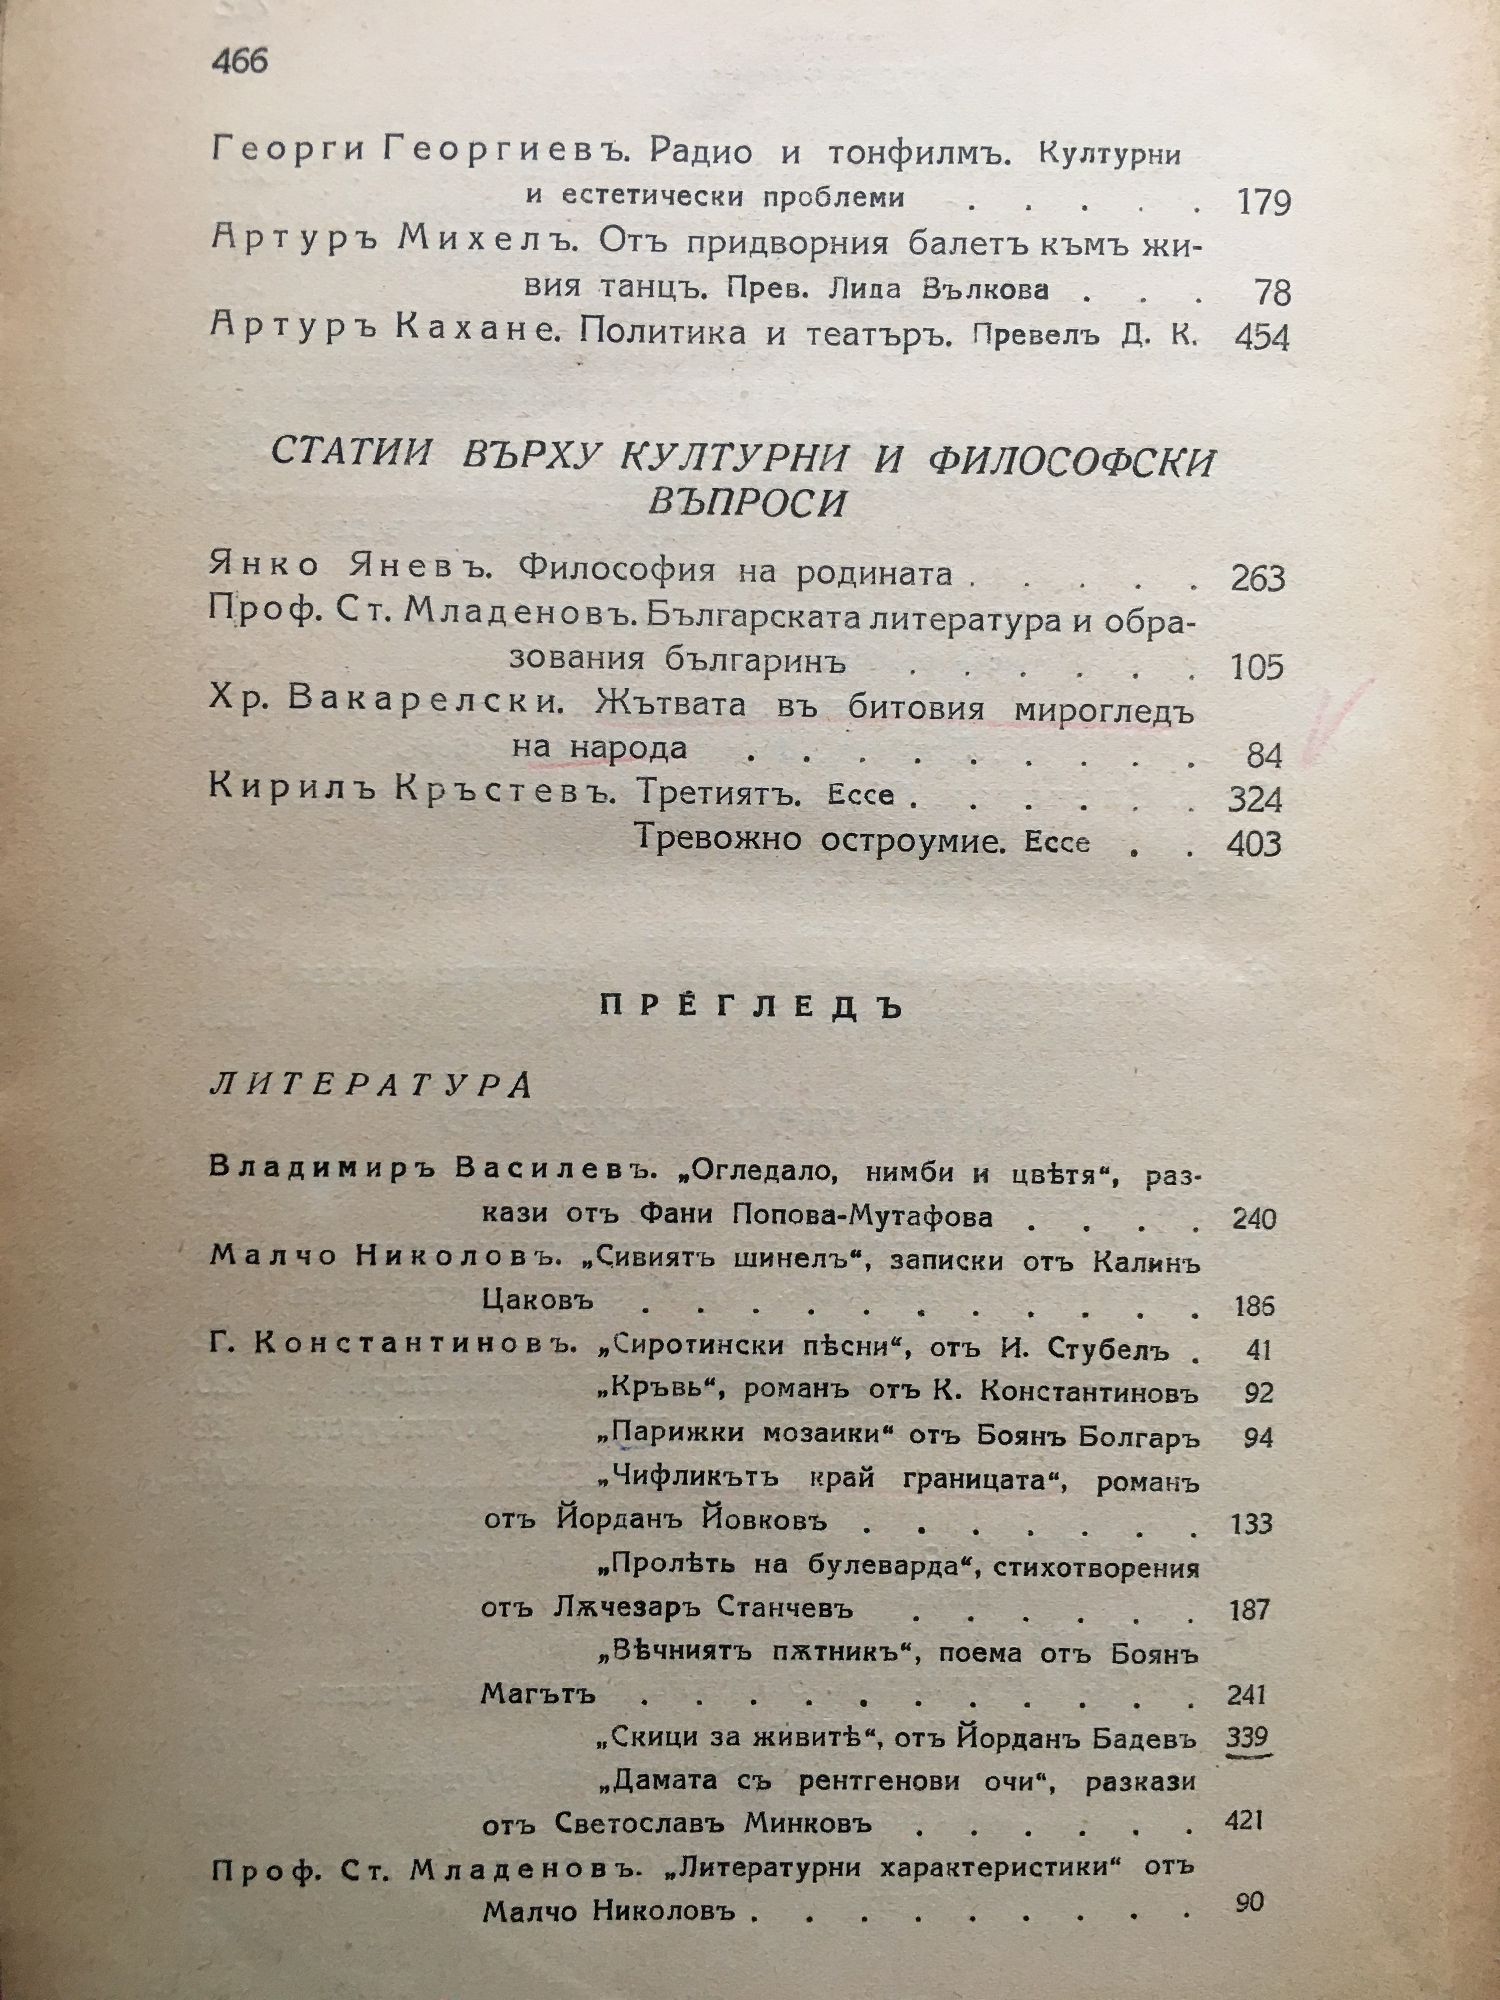 466
Георги Георгиевъ. Радио и тонфилмъ. Културни
и естетически проблеми . . . . . 179
Артуръ Михелъ. Отъ придворния балетъ къмъ жи-
вия танцъ. Прев. Лида Вълкова . . . 78
Артуръ Кахане. Политика и театъръ. Превелъ Д. К. 454
СТАТИИ ВЪРХУ КУЛТУРНИ И ФИЛОСОФСКИ
ВЪПРОСИ
Янко Яневъ. Философия на родината . . . . . 263
Проф. Ст. Младеновъ. Българската литература и обра-
зования българинъ . . . . . . 105
Хр. Вакарелски. Жътвата въ битовия мирогледъ
на народа . . . . . . . . . 84
Кирилъ Кръстевъ. Третиятъ. Ессе . . . . . . 324
Тревожно остроумие. Ессе . . 403
ПРЕГЛЕДЪ
ЛИТЕРАТУРА
Владимиръ Василевъ. „Огледало, нимби и цвѣтя“, раз-
кази отъ Фани Попова-Мутафова . . . . 240
Малчо Николовъ. „Сивиятъ шинелъ“, записки отъ Калинъ
Цаковъ . . . . . . . . . . . 186
Г. Константиновъ. „Сиротински пѣсни“, отъ И. Стубелъ . 41
„Кръвь“, романъ отъ К. Константиновъ 92
„Парижки мозаики“ отъ Боянъ Болгаръ 94
„Чифликътъ край границата“, романъ
отъ Йорданъ Йовковъ . . . . . . . 133
„Пролѣть на булеварда“, стихотворения
отъ Лѫчезаръ Станчевъ . . . . . . 187
„Вѣчниятъ пѫтникъ“, поема отъ Боянъ
Магътъ . . . . . . . . . . . 241
„Скици за живитѣ“, отъ Йорданъ Бадевъ 339
„Дамата съ рентгенови очи“, разкази
отъ Светославъ Минковъ . . . . . . 421
Проф. Ст. Младеновъ. „Литературни характеристики“ отъ
Малчо Николовъ . . . . . . . . . 90